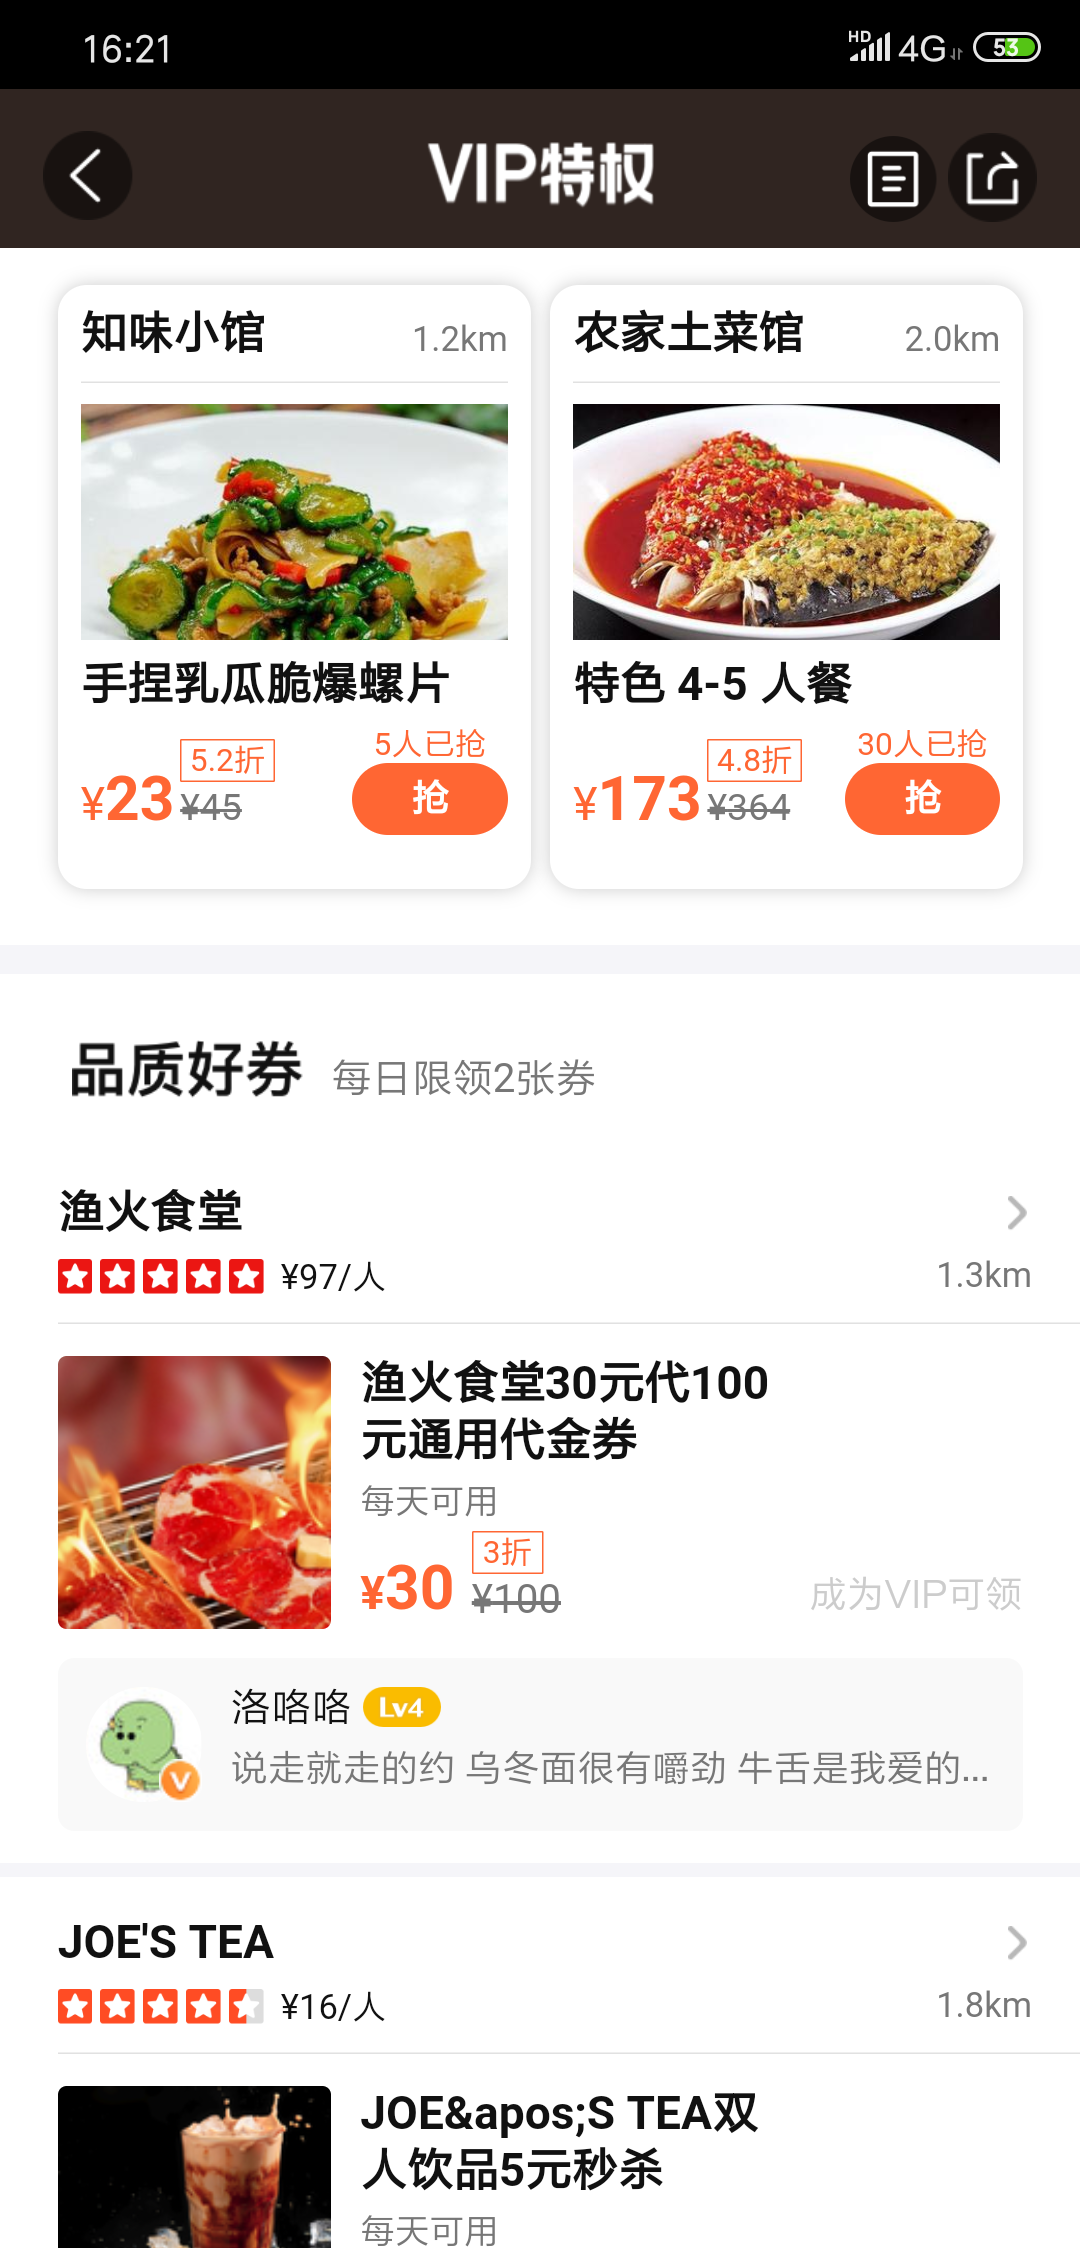 16:21
HD 4G 53
VIP特权
知味小馆 1.2km
农家土菜馆 2.0km
手捏乳瓜脆爆螺片
特色 4-5 人餐
5人已抢
30人已抢
¥23 5.2折 ¥45 抢
¥173 4.8折 ¥364 抢
品质好券 每日限领2张券
渔火食堂
¥97/人 1.3km
渔火食堂30元代100
元通用代金券
每天可用
3折
¥30 ¥100 成为VIP可领
洛咯咯 Lv4
V
说走就走的约 乌冬面很有嚼劲 牛舌是我爱的...
JOE'S TEA
¥16/人 1.8km
JOE&apos;S TEA双
人饮品5元秒杀
每天可用